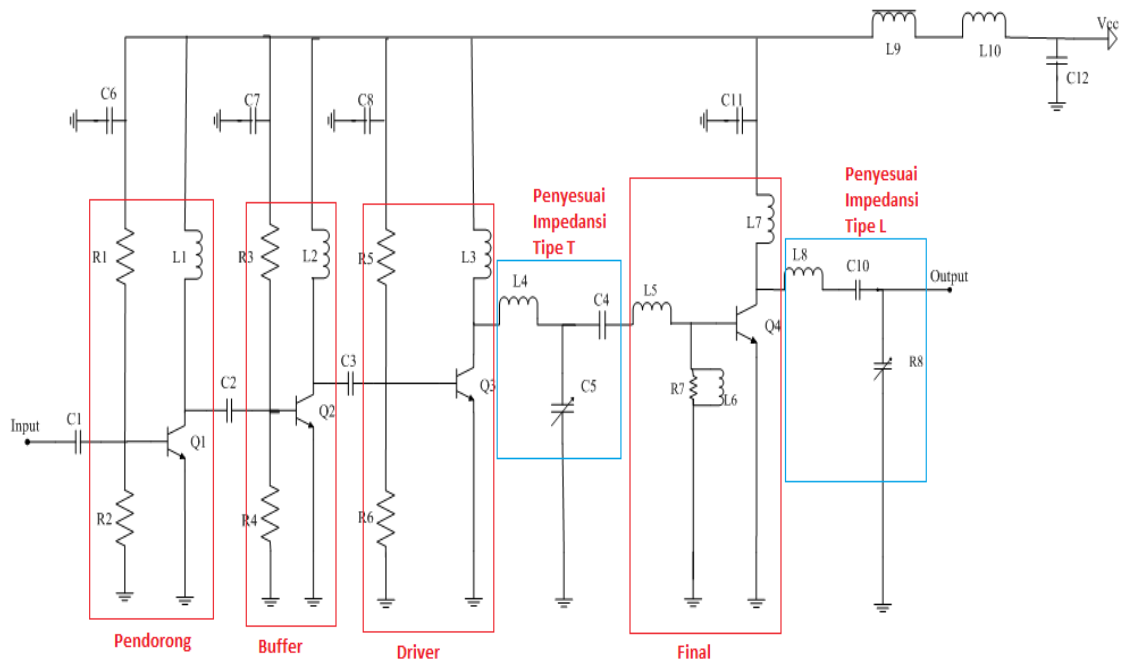 Vcc
L9
L10
C12
C6
C7
C8
C11
Penyesuai
Impedansi
Tipe T
Penyesuai
Impedansi
Tipe L
R1
L1
R3
L2
R5
L3
L7
L4
C4
L5
L8
C10
Output
Q4
C1
C2
C3
Q3
C5
R7
L6
R8
Input
Q1
Q2
R2
R4
R6
Pendorong
Buffer
Driver
Final